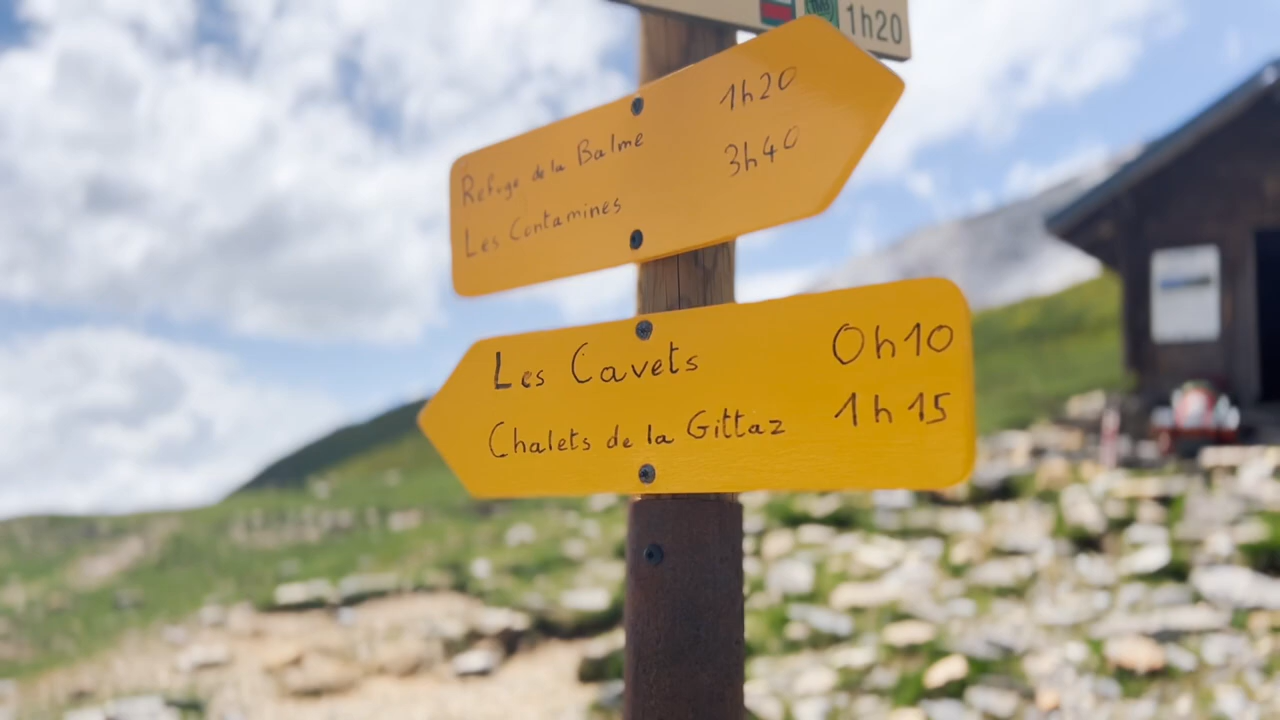 1h20
Refuge de la Balme 1h20
Les Contamines 3h40
Les Cavets 0h10
Chalets de la Gittaz 1h15